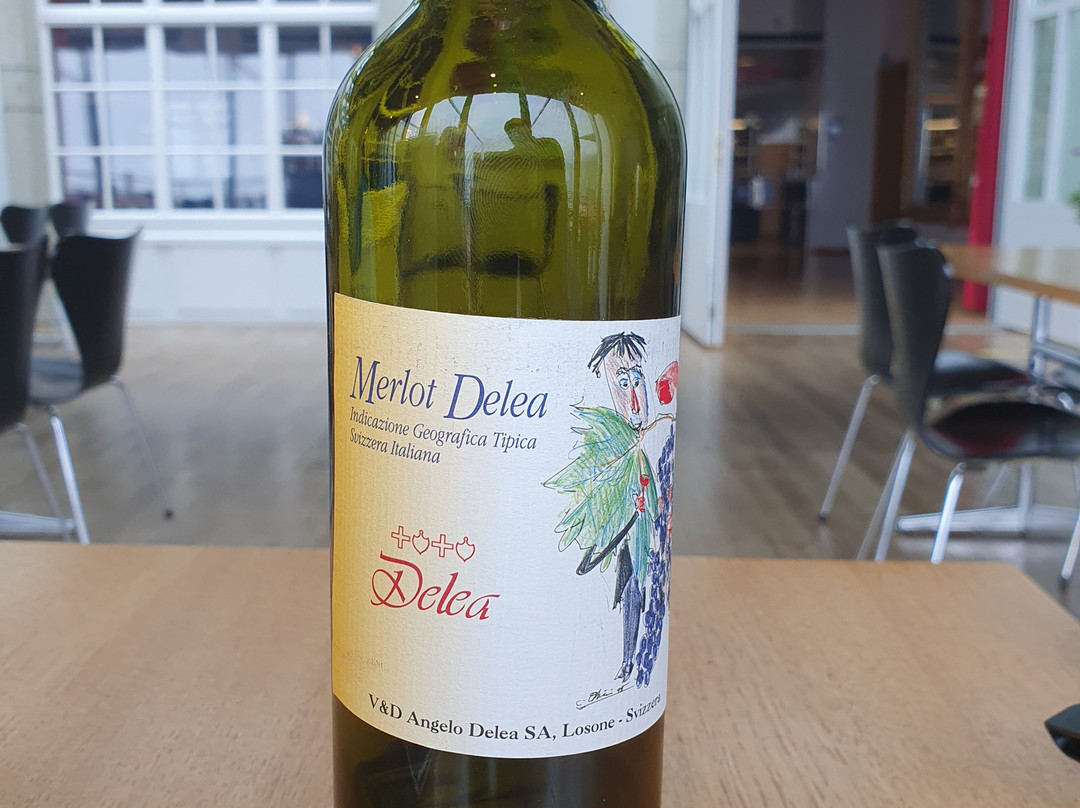 Merlot Delea
Indicazione Geografica Tipica
Svizzera Italiana
Delea
V&D Angelo Delea SA, Losone - Svizzera